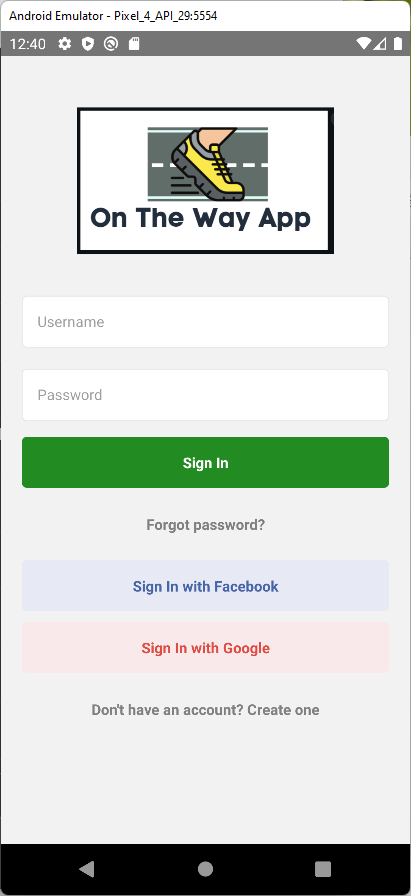 Android Emulator - Pixel_4_API_29:5554
12:40
On The Way App
Username
Password
Sign In
Forgot password?
Sign In with Facebook
Sign In with Google
Don't have an account? Create one